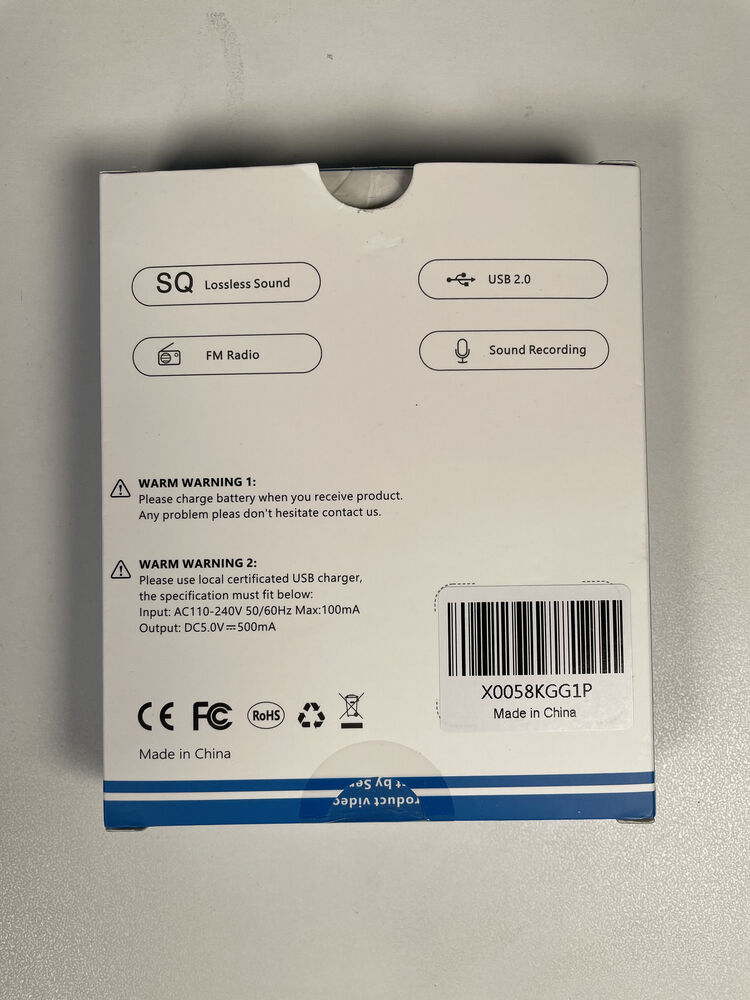 SQ Lossless Sound
USB 2.0
FM Radio
Sound Recording
WARM WARNING 1:
Please charge battery when you receive product.
Any problem pleas don't hesitate contact us.
WARM WARNING 2:
Please use local certificated USB charger,
the specification must fit below:
Input: AC110-240V 50/60Hz Max:100mA
Output: DC5.0V⎓500mA
X0058KGG1P
Made in China
CE FC RoHS
Made in China
by
video